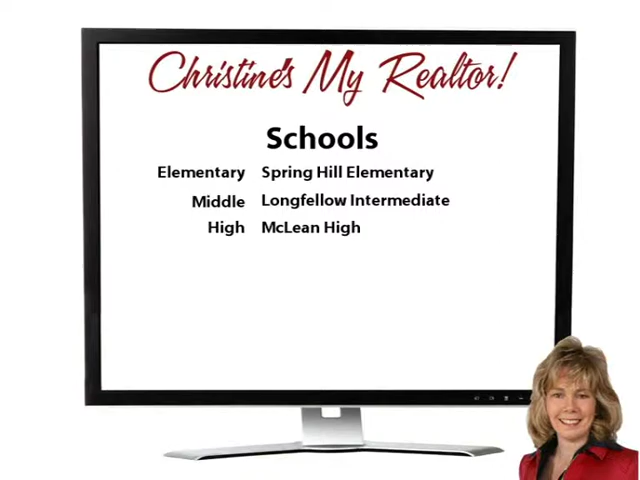 Christine's My Realtor!
Schools
Elementary Spring Hill Elementary
Middle Longfellow Intermediate
High McLean High